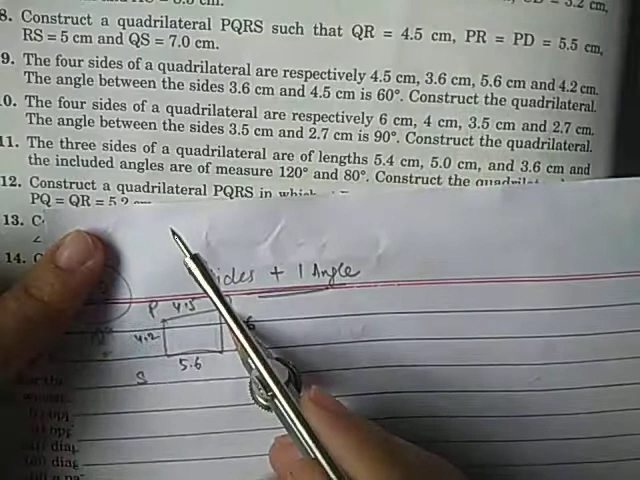 3.2 cm,
8. Construct a quadrilateral PQRS such that QR = 4.5 cm, PR = PD = 5.5 cm,
RS = 5 cm and QS = 7.0 cm.
9. The four sides of a quadrilateral are respectively 4.5 cm, 3.6 cm, 5.6 cm and 4.2 cm.
The angle between the sides 3.6 cm and 4.5 cm is 60°. Construct the quadrilateral.
0. The four sides of a quadrilateral are respectively 6 cm, 4 cm, 3.5 cm and 2.7 cm.
The angle between the sides 3.5 cm and 2.7 cm is 90°. Construct the quadrilateral.
11. The three sides of a quadrilateral are of lengths 5.4 cm, 5.0 cm, and 3.6 cm and
the included angles are of measure 120° and 80°. Construct the
12. Construct a quadrilateral PQRS in which
PQ = QR = 5.2 cm
13. C
14. C
ides + 1 Angle
P 4.5
4.2
5.6
S